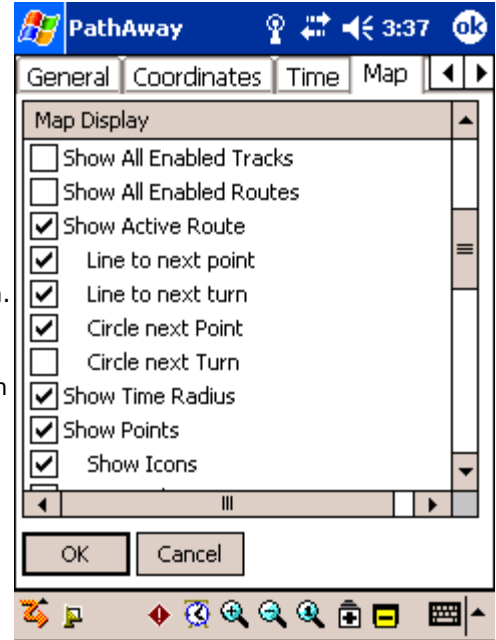 PathAway 3:37 ok
General Coordinates Time Map
Map Display
Show All Enabled Tracks
Show All Enabled Routes
Show Active Route
Line to next point
Line to next turn
Circle next Point
Circle next Turn
Show Time Radius
Show Points
Show Icons
OK Cancel